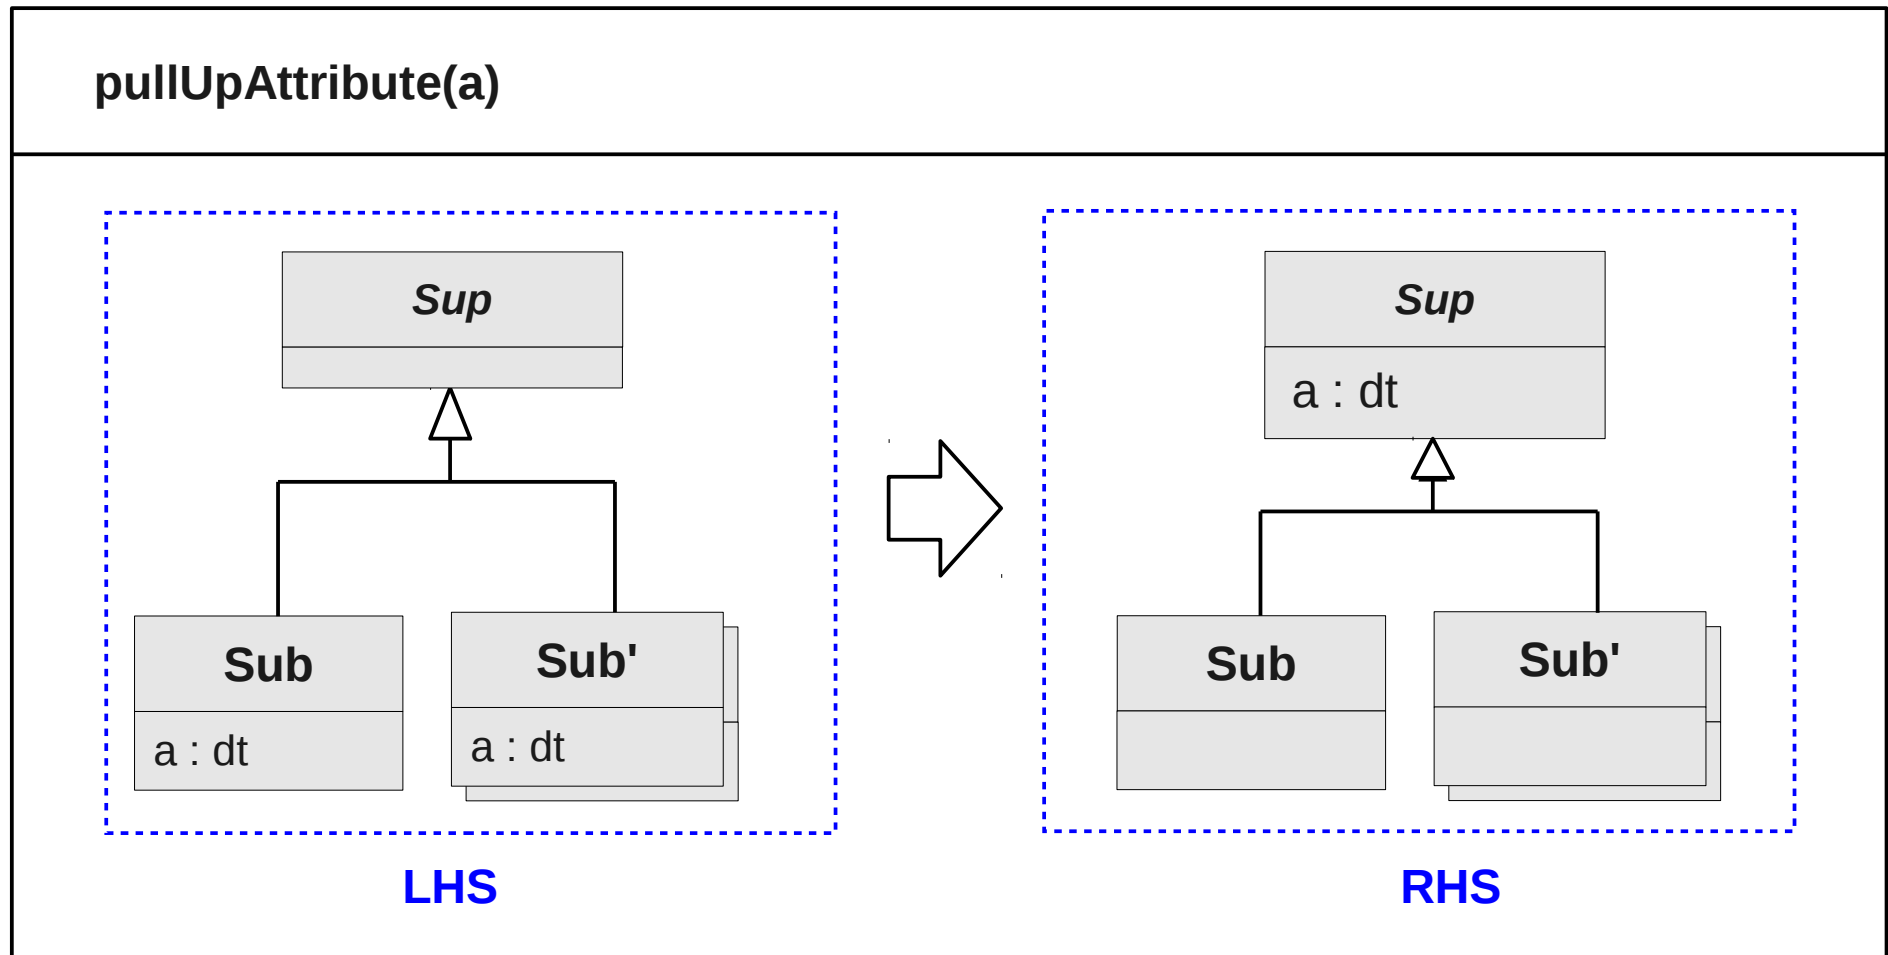 pullUpAttribute(a)
Sup
Sub
a : dt
Sub'
a : dt
LHS
Sup
a : dt
Sub
Sub'
RHS